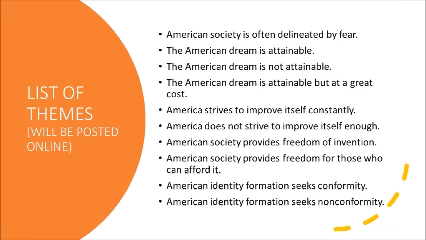 LIST OF
THEMES
(WILL BE POSTED
ONLINE)
• American society is often delineated by fear.
• The American dream is attainable.
• The American dream is not attainable.
• The American dream is attainable but at a great
cost.
• America strives to improve itself constantly.
• America does not strive to improve itself enough.
• American society provides freedom of invention.
• American society provides freedom for those who
can afford it.
• American identity formation seeks conformity.
• American identity formation seeks nonconformity.